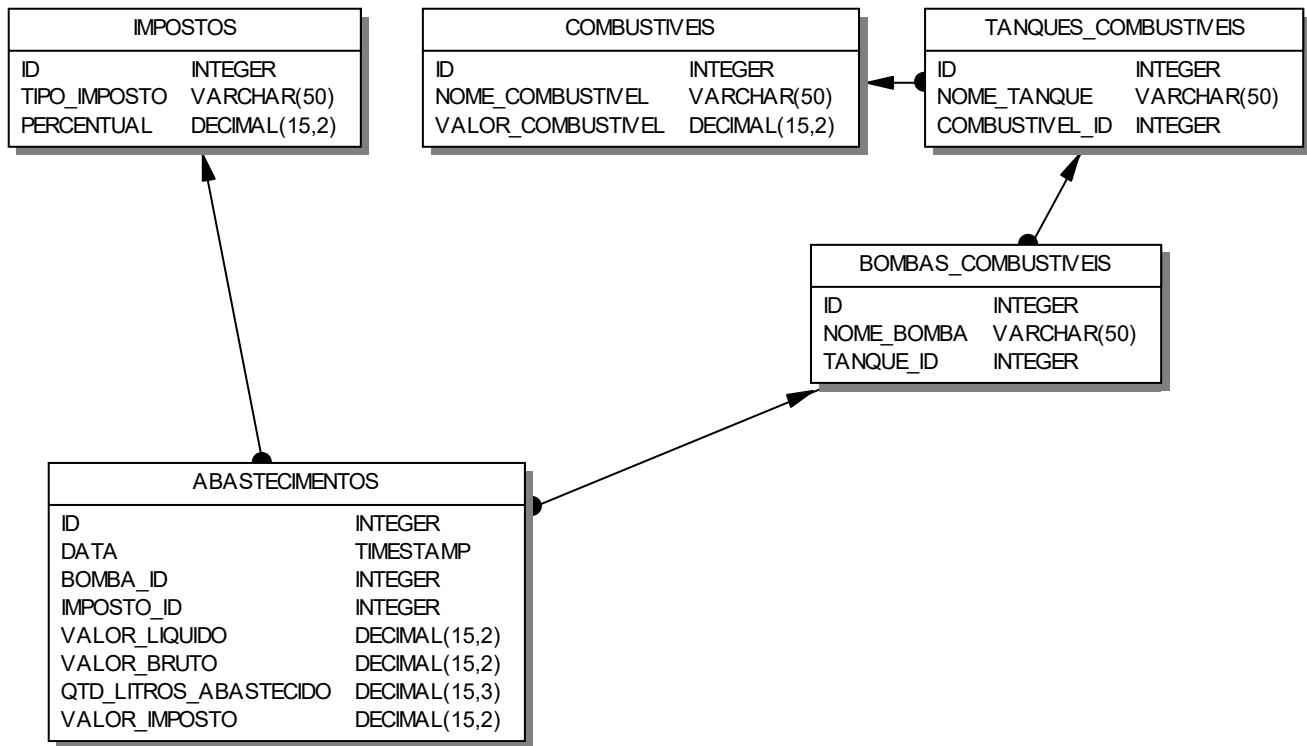 IMPOSTOS
ID INTEGER
TIPO_IMPOSTO VARCHAR(50)
PERCENTUAL DECIMAL(15,2)
COMBUSTIVEIS
ID INTEGER
NOME_COMBUSTIVEL VARCHAR(50)
VALOR_COMBUSTIVEL DECIMAL(15,2)
TANQUES_COMBUSTIVEIS
ID INTEGER
NOME_TANQUE VARCHAR(50)
COMBUSTIVEL_ID INTEGER
BOMBAS_COMBUSTIVEIS
ID INTEGER
NOME_BOMBA VARCHAR(50)
TANQUE_ID INTEGER
ABASTECIMENTOS
ID INTEGER
DATA TIMESTAMP
BOMBA_ID INTEGER
IMPOSTO_ID INTEGER
VALOR_LIQUIDO DECIMAL(15,2)
VALOR_BRUTO DECIMAL(15,2)
QTD_LITROS_ABASTECIDO DECIMAL(15,3)
VALOR_IMPOSTO DECIMAL(15,2)